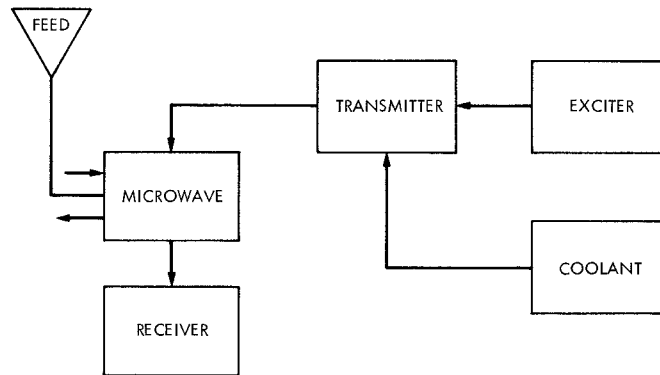 FEED
TRANSMITTER
EXCITER
MICROWAVE
COOLANT
RECEIVER